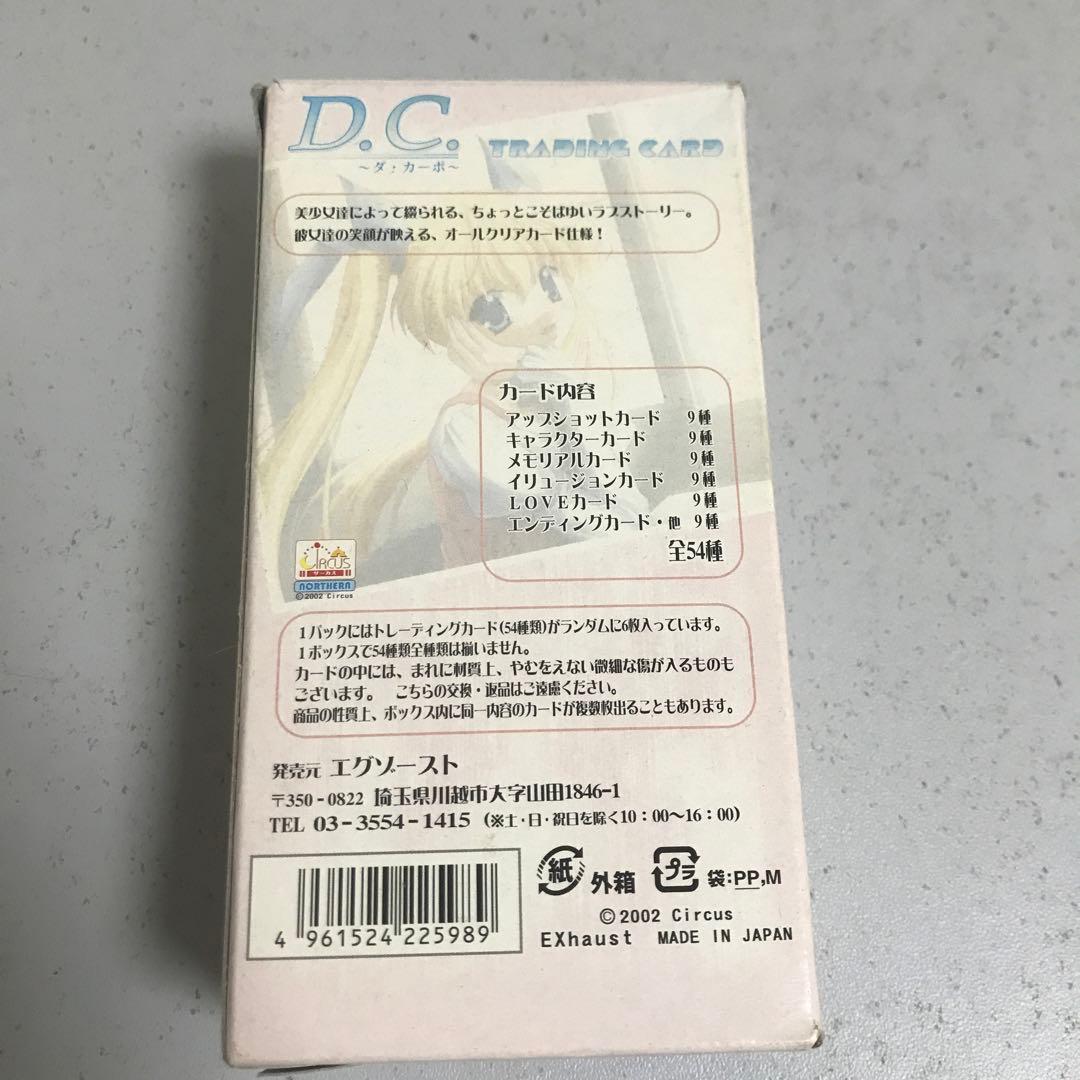 D.C.
～ダ・カーポ～
TRADING CARD
美少女達によって綴られる、ちょっとこそばゆいラブストーリー。
彼女達の笑顔が映える、オールクリアカード仕様！
カード内容
アップショットカード 9種
キャラクターカード 9種
メモリアルカード 9種
イリュージョンカード 9種
LOVEカード 9種
エンディングカード・他 9種
全54種
CIRCUS
サーカス
NORTHERN
©2002 Circus
1パックにはトレーディングカード(54種類)がランダムに6枚入っています。
1ボックスで54種類全種類は揃いません。
カードの中には、まれに材質上、やむをえない微細な傷が入るものも
ございます。 こちらの交換・返品はご遠慮ください。
商品の性質上、ボックス内に同一内容のカードが複数枚出ることもあります。
発売元 エグゾースト
〒350-0822 埼玉県川越市大字山田1846-1
TEL 03-3554-1415 (※土・日・祝日を除く10：00～16：00)
4 961524 225989
紙 外箱 プラ 袋:PP,M
©2002 Circus
EXhaust MADE IN JAPAN